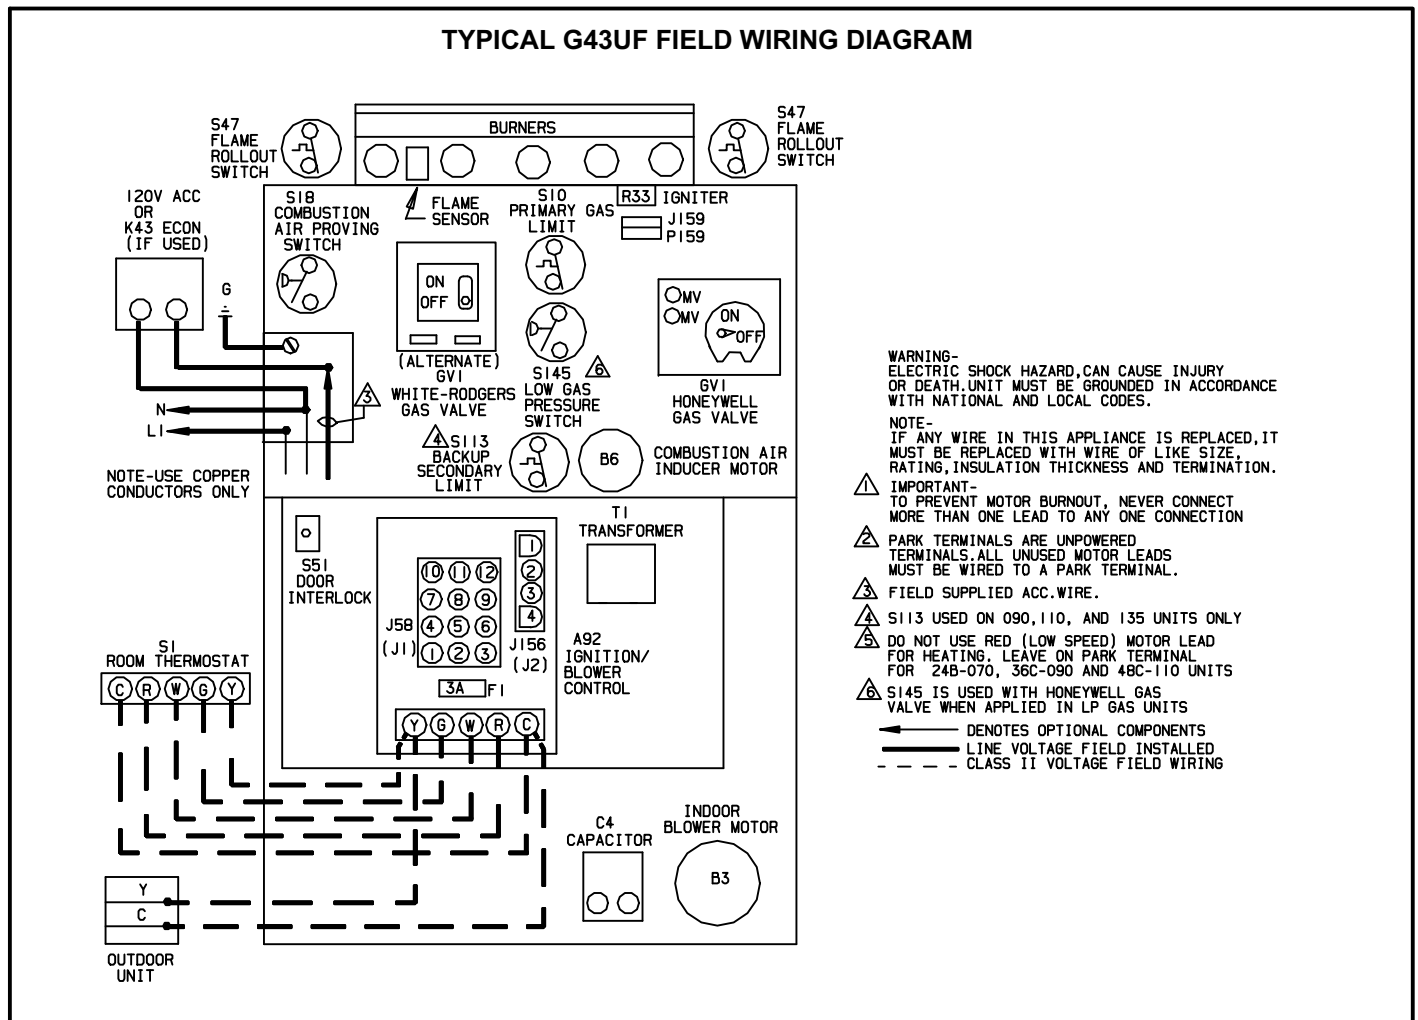 TYPICAL G43UF FIELD WIRING DIAGRAM
S47
FLAME
ROLLOUT
SWITCH
BURNERS
S47
FLAME
ROLLOUT
SWITCH
120V ACC
OR
K43 ECON
(IF USED)
S18
COMBUSTION
AIR PROVING
SWITCH
FLAME
SENSOR
S10
PRIMARY GAS
LIMIT
R33 IGNITER
J159
P159
G
ON
OFF
(ALTERNATE)
GV1
WHITE-RODGERS
GAS VALVE
S145
LOW GAS
PRESSURE
SWITCH
6
MV
MV
ON
OFF
GV1
HONEYWELL
GAS VALVE
3
N
L1
NOTE-USE COPPER
CONDUCTORS ONLY
4 S113
BACKUP
SECONDARY
LIMIT
B6
COMBUSTION AIR
INDUCER MOTOR
S51
DOOR
INTERLOCK
T1
TRANSFORMER
10 11 12
7 8 9
4 5 6
1 2 3
J58
(J1)
1
2
3
4
J156
(J2)
A92
IGNITION/
BLOWER
CONTROL
3A F1
Y G W R C
S1
ROOM THERMOSTAT
C R W G Y
C4
CAPACITOR
INDOOR
BLOWER MOTOR
B3
Y
C
OUTDOOR
UNIT
WARNING-
ELECTRIC SHOCK HAZARD,CAN CAUSE INJURY
OR DEATH.UNIT MUST BE GROUNDED IN ACCORDANCE
WITH NATIONAL AND LOCAL CODES.
NOTE-
IF ANY WIRE IN THIS APPLIANCE IS REPLACED,IT
MUST BE REPLACED WITH WIRE OF LIKE SIZE,
RATING,INSULATION THICKNESS AND TERMINATION.
1 IMPORTANT-
TO PREVENT MOTOR BURNOUT, NEVER CONNECT
MORE THAN ONE LEAD TO ANY ONE CONNECTION
2 PARK TERMINALS ARE UNPOWERED
TERMINALS.ALL UNUSED MOTOR LEADS
MUST BE WIRED TO A PARK TERMINAL.
3 FIELD SUPPLIED ACC.WIRE.
4 S113 USED ON 090,110, AND 135 UNITS ONLY
5 DO NOT USE RED (LOW SPEED) MOTOR LEAD
FOR HEATING. LEAVE ON PARK TERMINAL
FOR 24B-070, 36C-090 AND 48C-110 UNITS
6 S145 IS USED WITH HONEYWELL GAS
VALVE WHEN APPLIED IN LP GAS UNITS
DENOTES OPTIONAL COMPONENTS
LINE VOLTAGE FIELD INSTALLED
CLASS II VOLTAGE FIELD WIRING